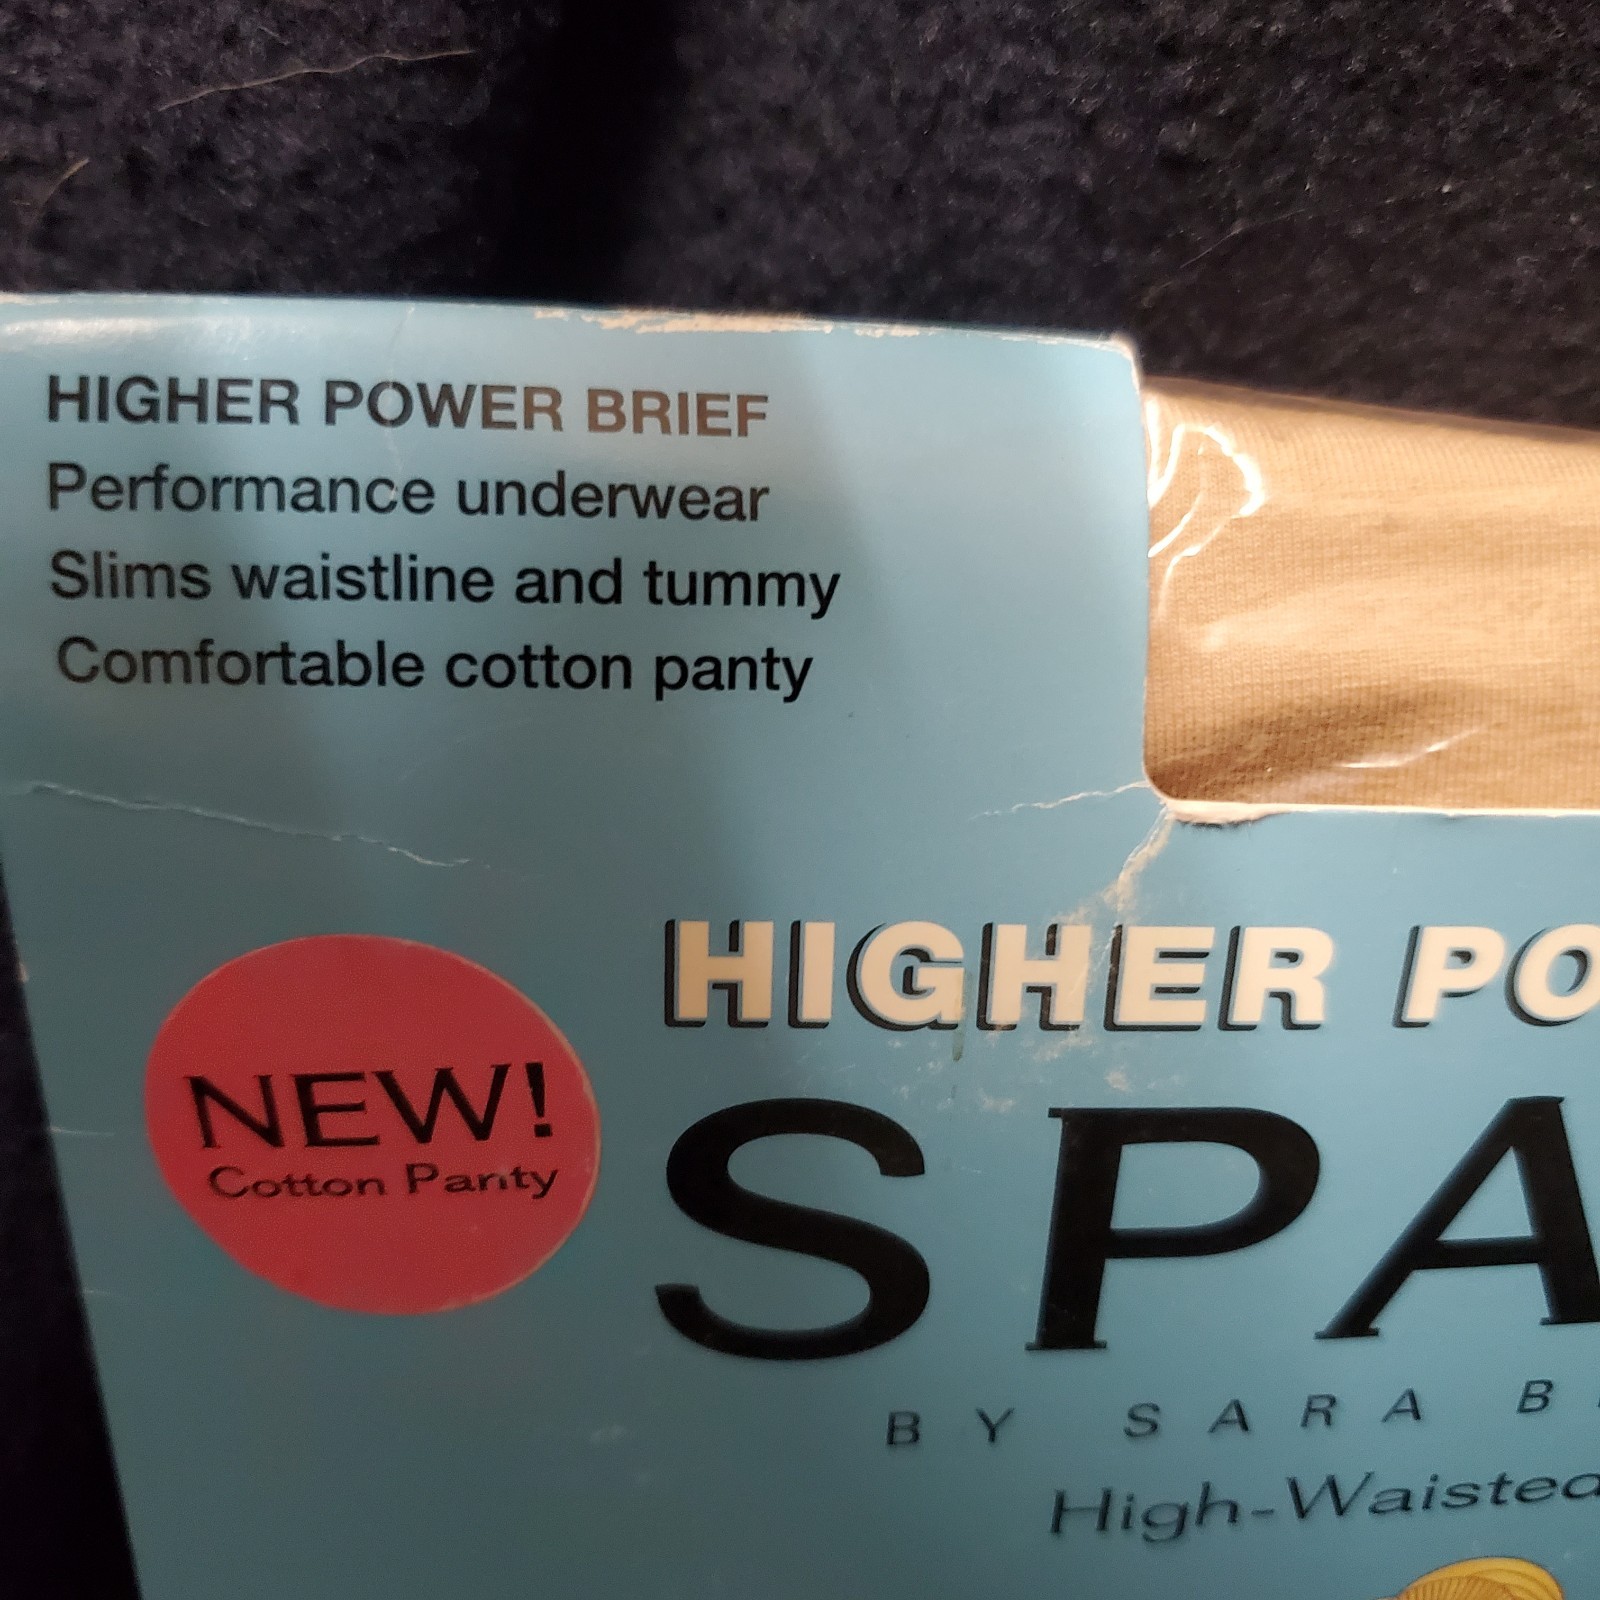 HIGHER POWER BRIEF
Performance underwear
Slims waistline and tummy
Comfortable cotton panty
HIGHER PO
NEW!
Cotton Panty
SPA
BY SARA B
High-Waisted